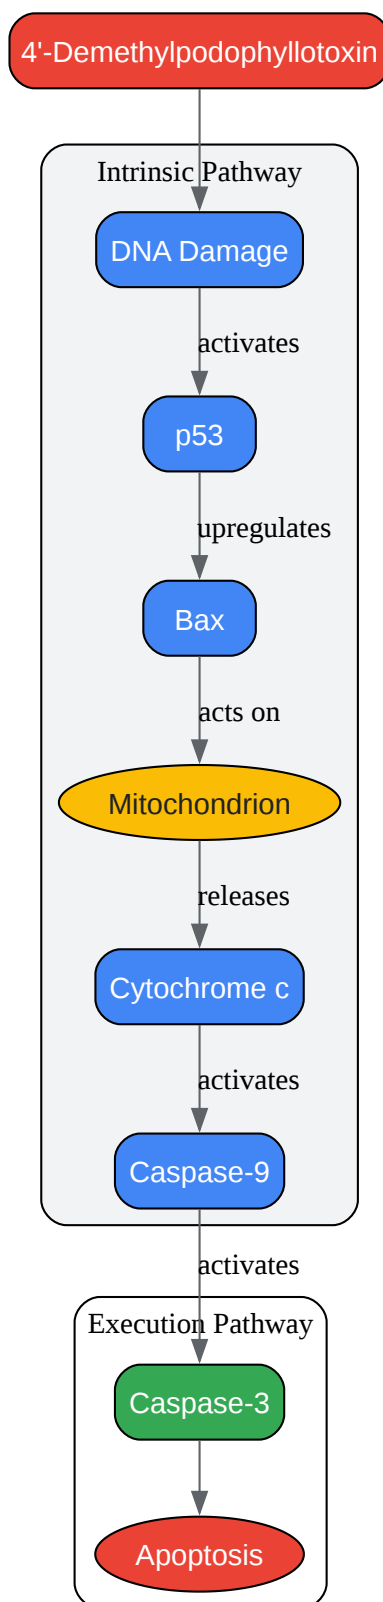 4'-Demethylpodophyllotoxin
Intrinsic Pathway
DNA Damage
activates
p53
upregulates
Bax
acts on
Mitochondrion
releases
Cytochrome c
activates
Caspase-9
activates
Execution Pathway
Caspase-3
Apoptosis